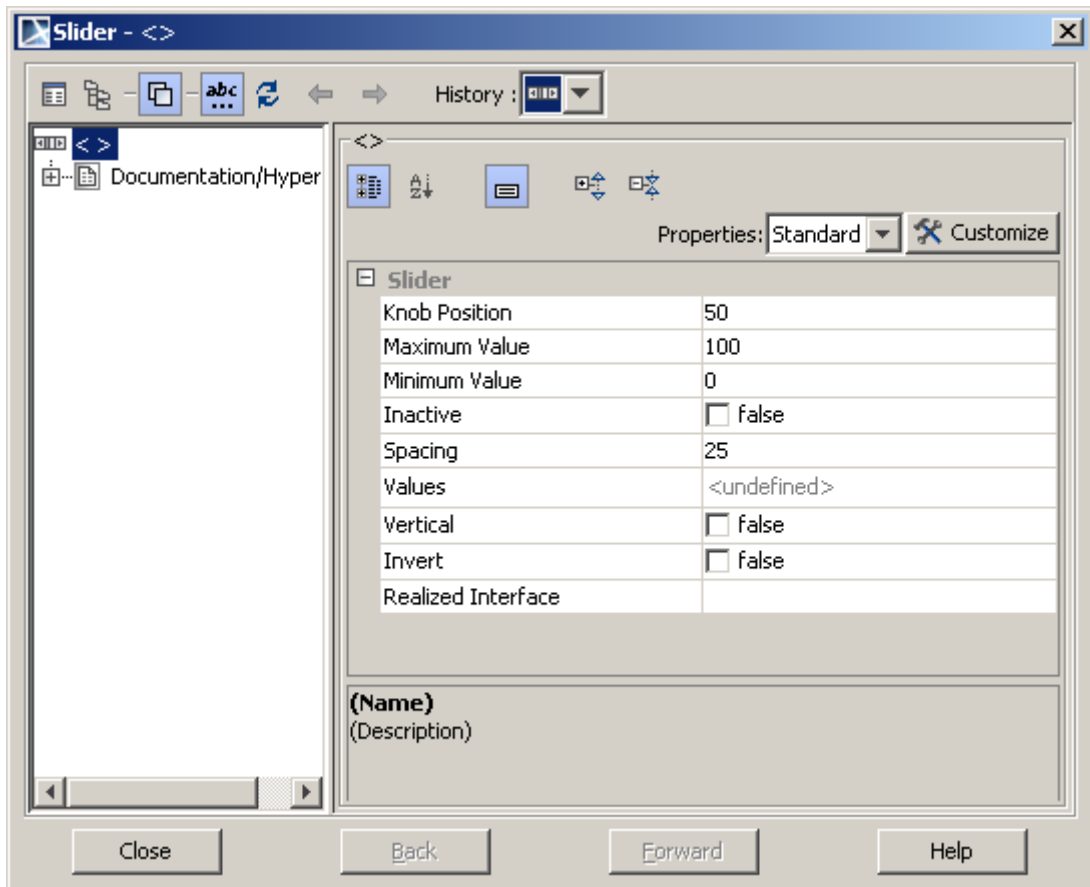 Slider - <>
abc
...
History :
< >
Documentation/Hyper
<>
A
Z
Properties: Standard Customize
Slider
Knob Position 50
Maximum Value 100
Minimum Value 0
Inactive false
Spacing 25
Values <undefined>
Vertical false
Invert false
Realized Interface
(Name)
(Description)
Close Back Forward Help